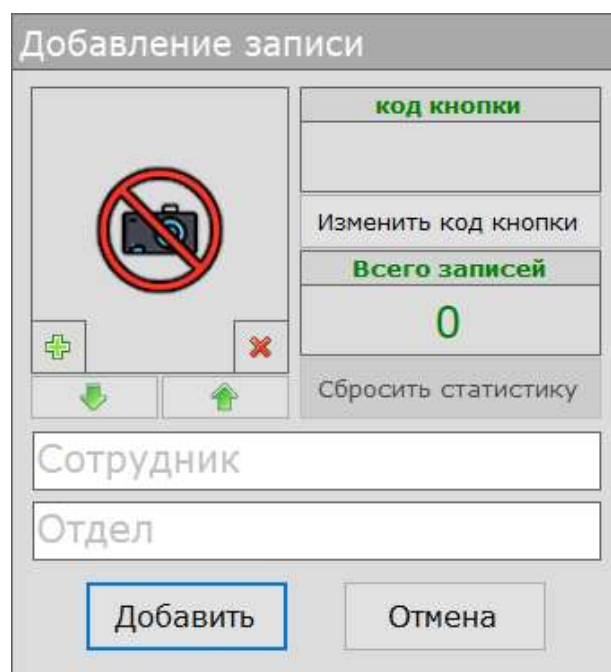 Добавление записи
код кнопки
Изменить код кнопки
Всего записей
0
Сбросить статистику
Сотрудник
Отдел
Добавить
Отмена